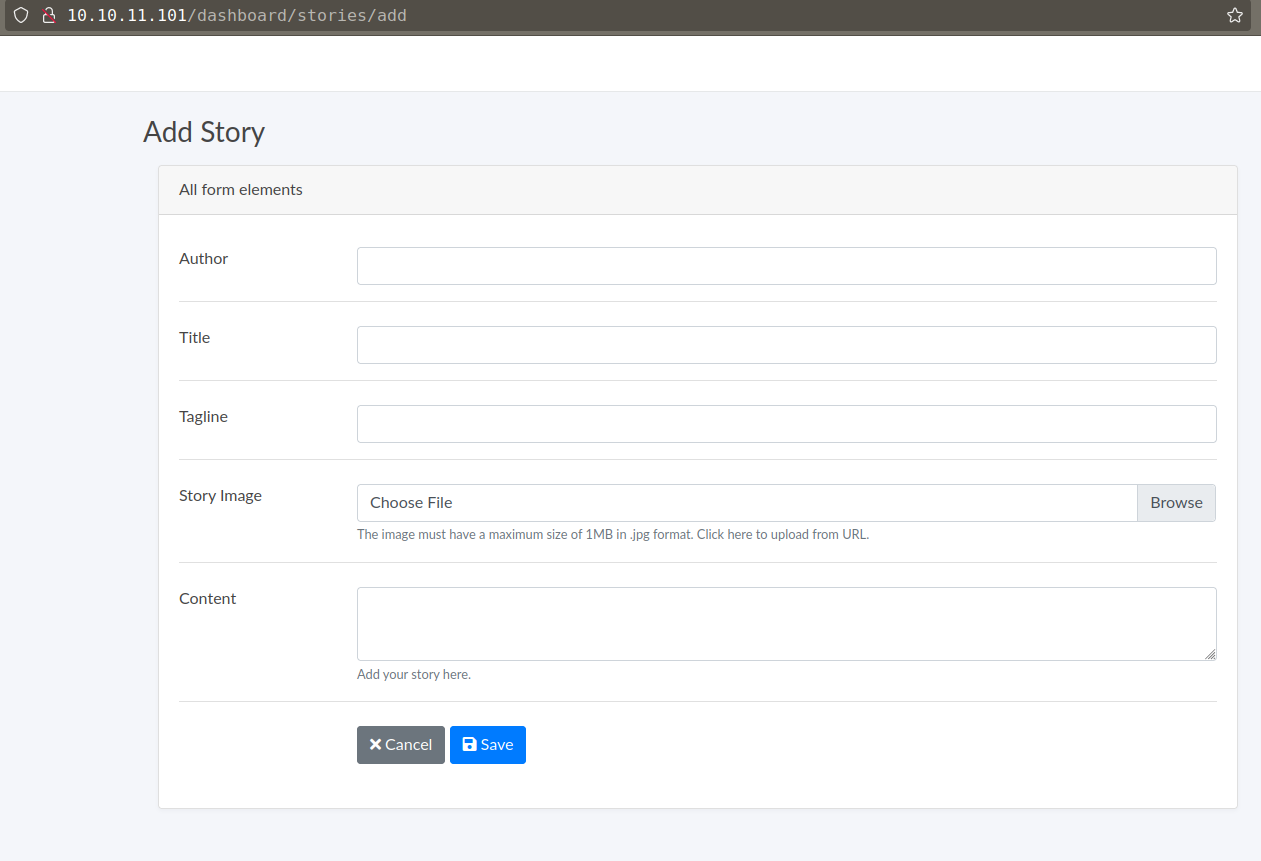 10.10.11.101/dashboard/stories/add
Add Story
All form elements
Author
Title
Tagline
Story Image
Choose File
Browse
The image must have a maximum size of 1MB in .jpg format. Click here to upload from URL.
Content
Add your story here.
Cancel
Save